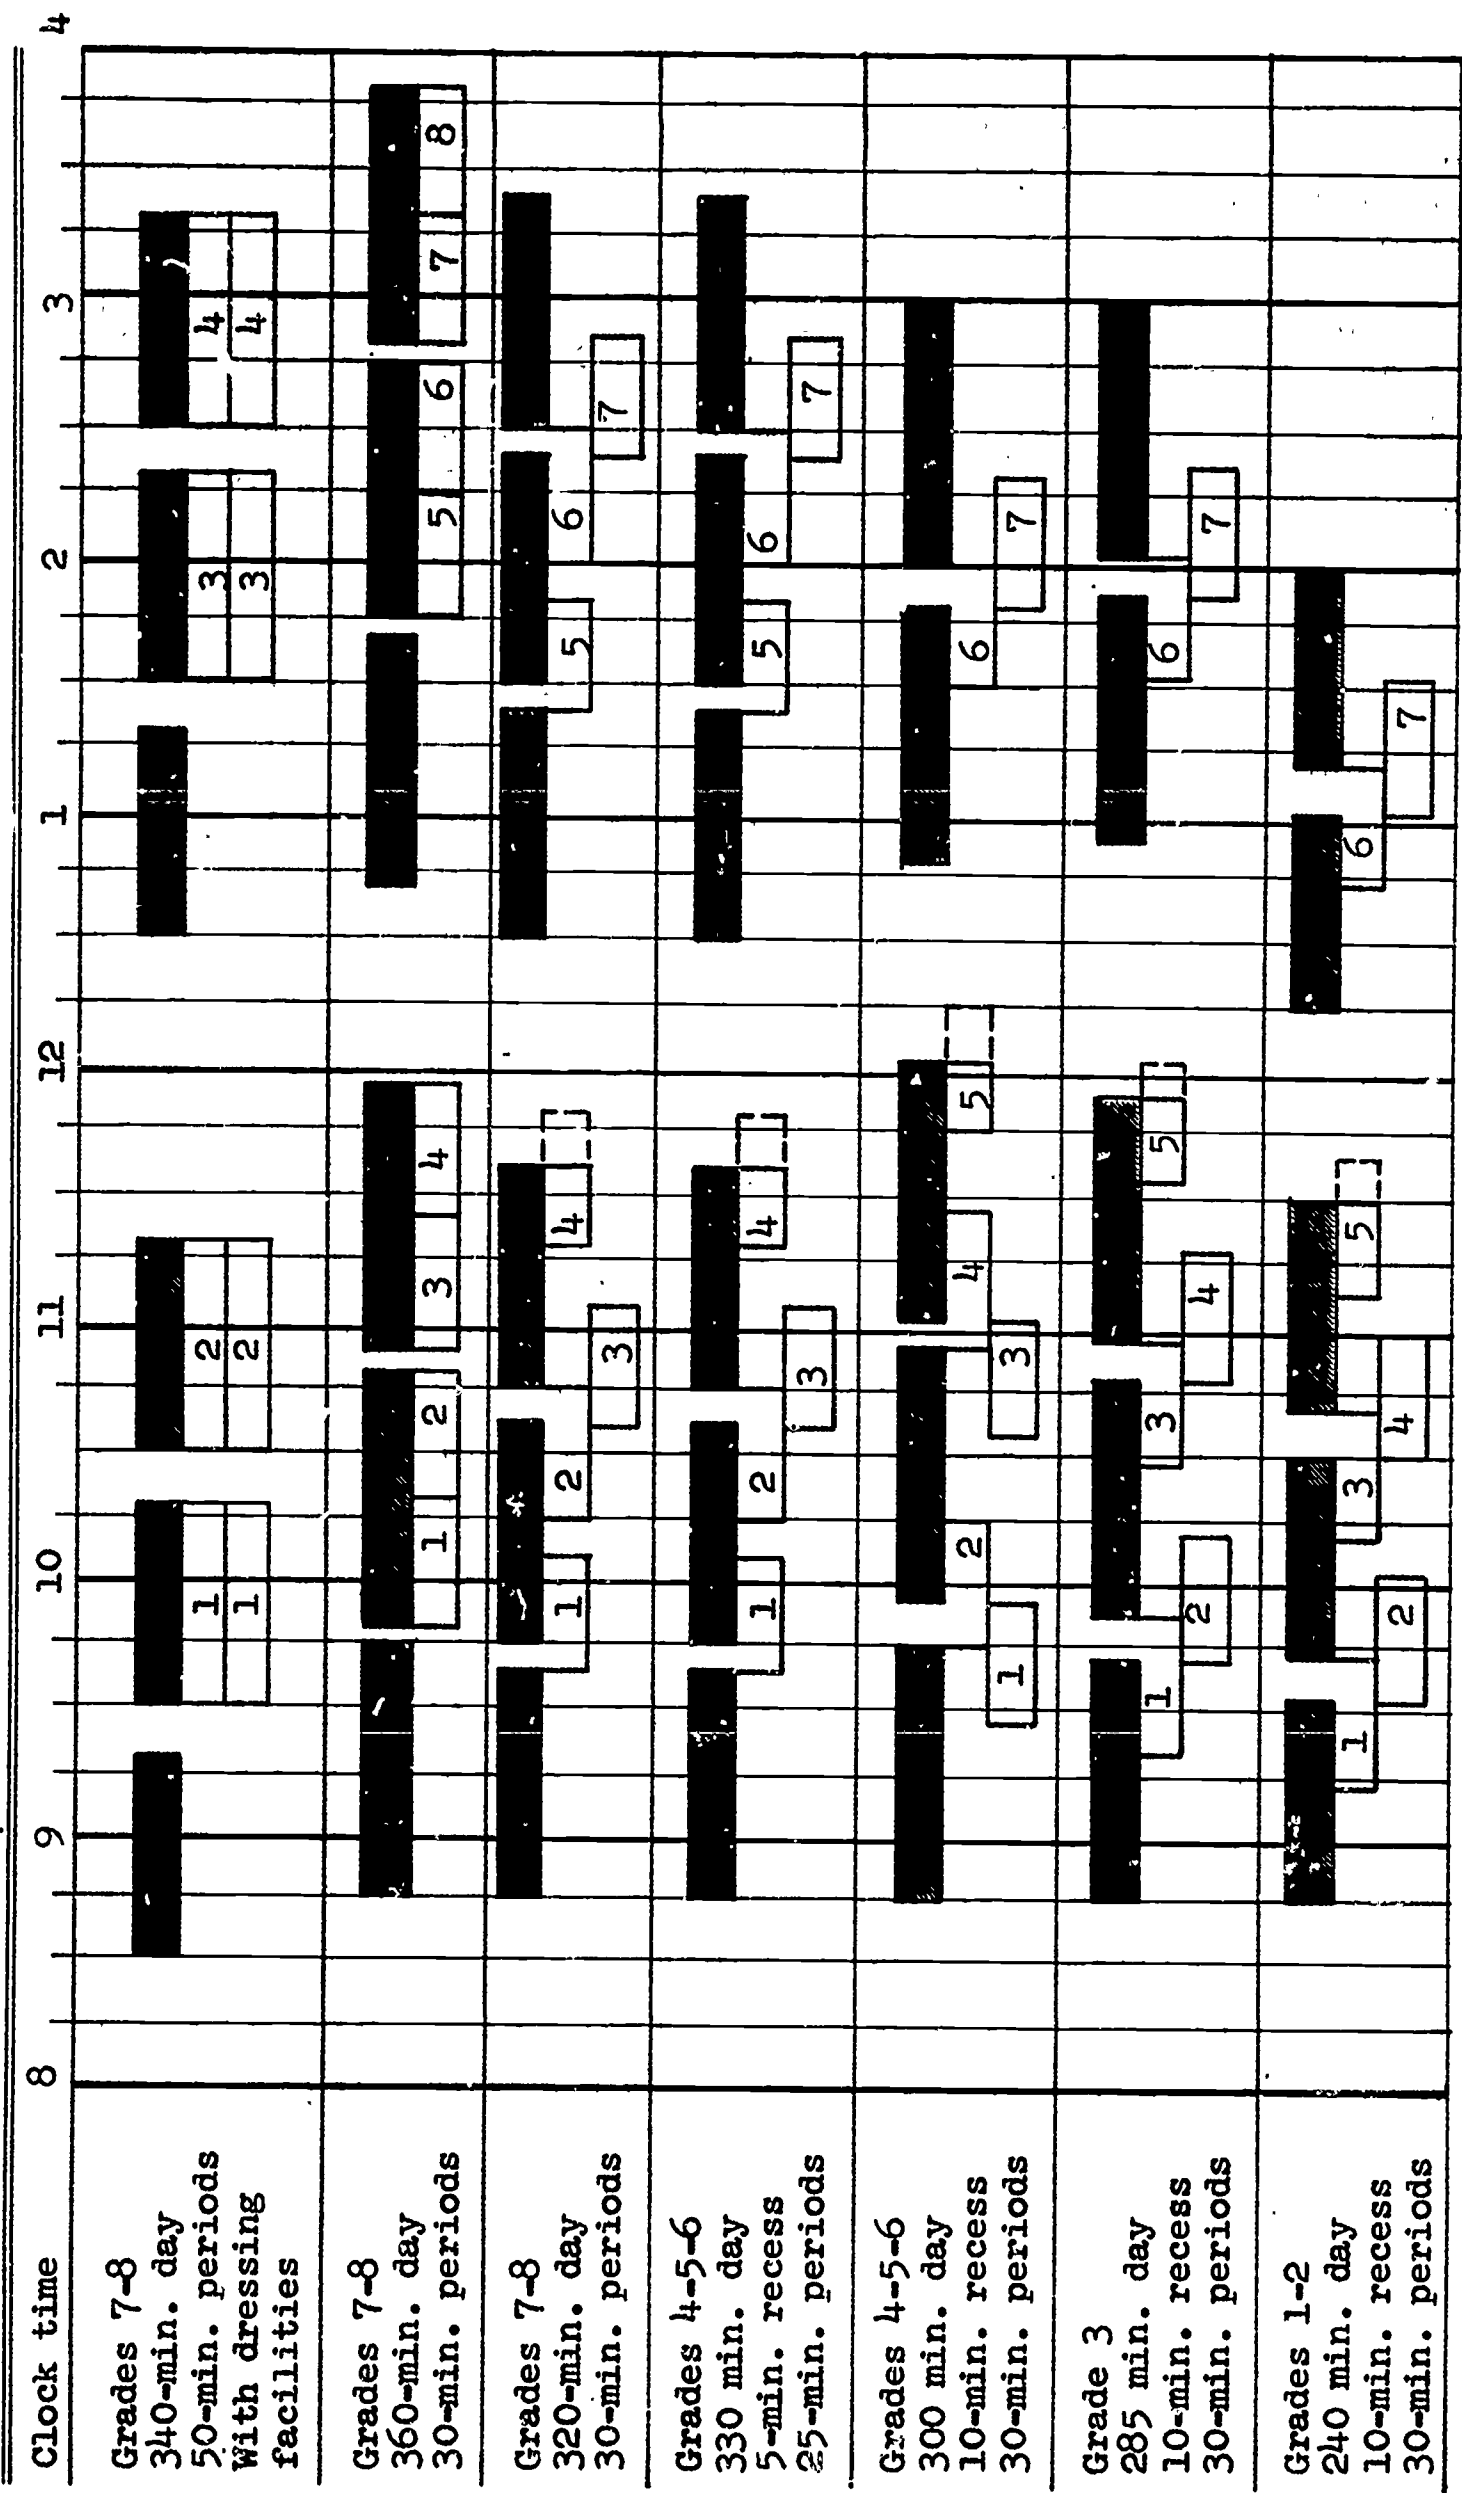 Clock time 8 9 10 11 12 1 2 3 4
Grades 7-8
340-min. day
50-min. periods
With dressing
facilities
1 2 3 4
1 2 3 4
Grades 7-8
360-min. day
30-min. periods
1 2 3 4 5 6 7 8
Grades 7-8
320-min. day
30-min. periods
1 2 4 5 6
3 7
Grades 4-5-6
330 min. day
5-min. recess
25-min. periods
1 2 4 5 6
3 7
Grades 4-5-6
300 min. day
10-min. recess
30-min. periods
2 4 5 6
1 3 7
Grade 3
285 min. day
10-min. recess
30-min. periods
1 3 5 6
2 4 7
Grades 1-2
240 min. day
10-min. recess
30-min. periods
1 3 5 6
2 4 7